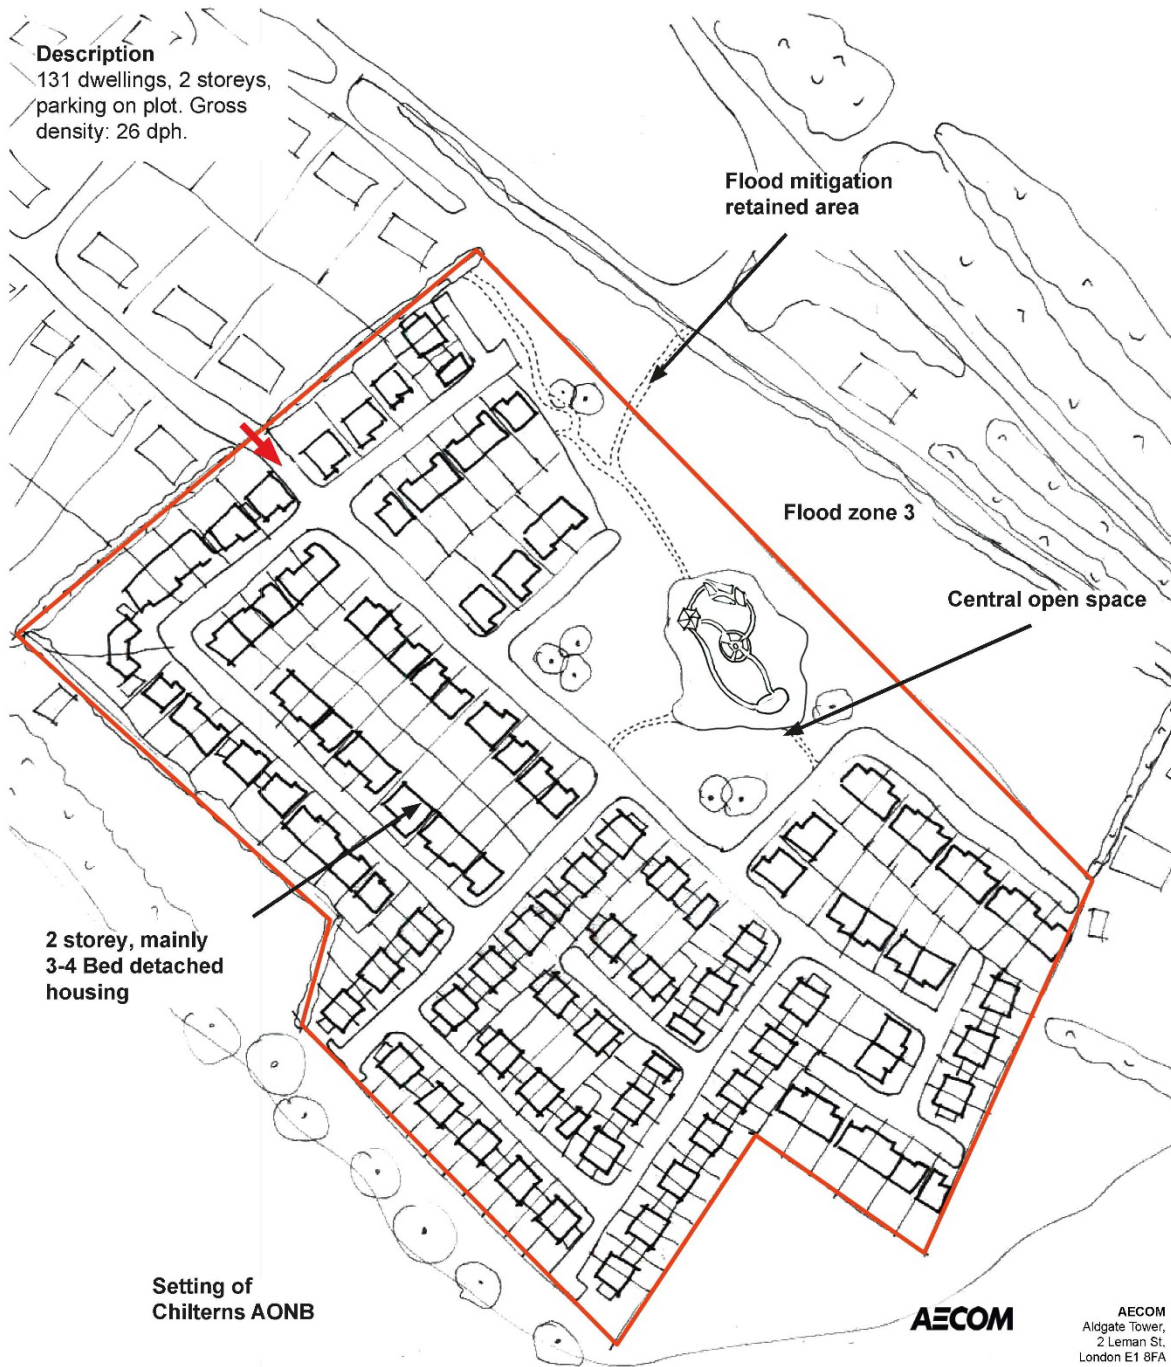 Description
131 dwellings, 2 storeys,
parking on plot. Gross
density: 26 dph.
Flood mitigation
retained area
Flood zone 3
Central open space
2 storey, mainly
3-4 Bed detached
housing
Setting of
Chilterns AONB
AECOM
AECOM
Aldgate Tower,
2 Leman St,
London E1 8FA